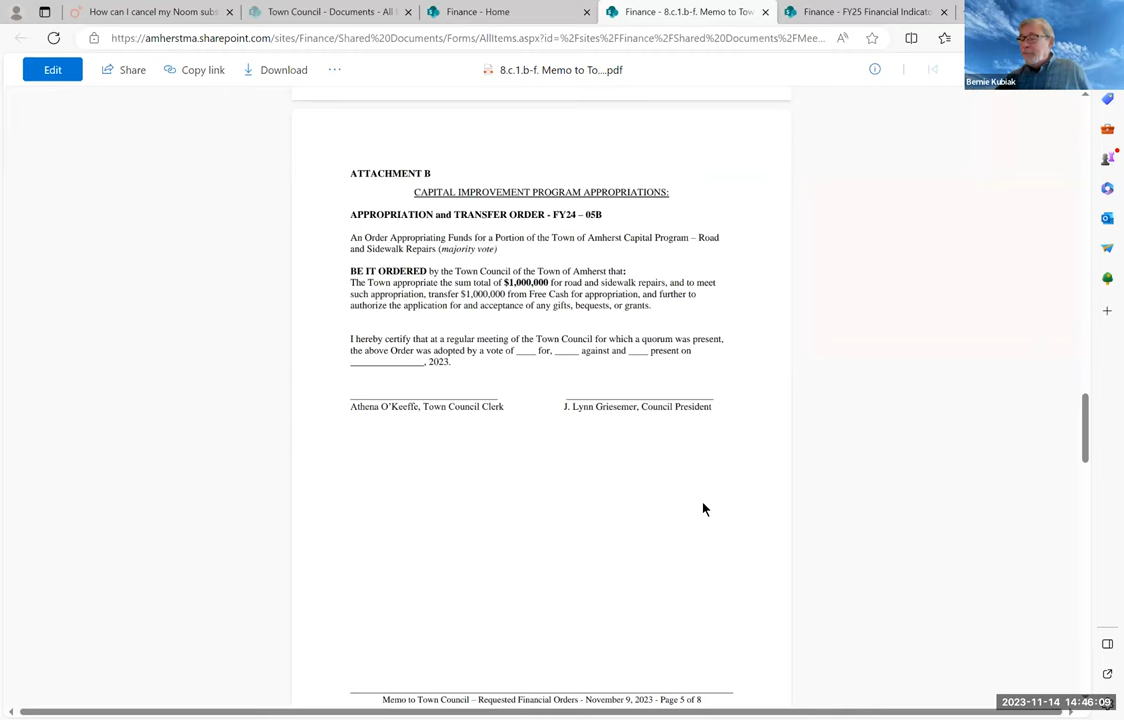 How can I cancel my Noom subs
Town Council - Documents - All l
Finance - Home
Finance - 8.c.1.b-f. Memo to Tow
Finance - FY25 Financial Indicato
https://amherstma.sharepoint.com/sites/Finance/Shared%20Documents/Forms/AllItems.aspx?id=%2Fsites%2FFinance%2FShared%20Documents%2FMee...
Edit
Share
Copy link
Download
8.c.1.b-f. Memo to To....pdf
Bernie Kubiak
ATTACHMENT B
CAPITAL IMPROVEMENT PROGRAM APPROPRIATIONS:
APPROPRIATION and TRANSFER ORDER - FY24 – 05B
An Order Appropriating Funds for a Portion of the Town of Amherst Capital Program – Road
and Sidewalk Repairs (majority vote)
BE IT ORDERED by the Town Council of the Town of Amherst that:
The Town appropriate the sum total of $1,000,000 for road and sidewalk repairs, and to meet
such appropriation, transfer $1,000,000 from Free Cash for appropriation, and further to
authorize the application for and acceptance of any gifts, bequests, or grants.
I hereby certify that at a regular meeting of the Town Council for which a quorum was present,
the above Order was adopted by a vote of ____ for, _____ against and ____ present on
_______________, 2023.
Athena O'Keeffe, Town Council Clerk
J. Lynn Griesemer, Council President
Memo to Town Council – Requested Financial Orders - November 9, 2023 - Page 5 of 8
2023-11-14 14:46:09